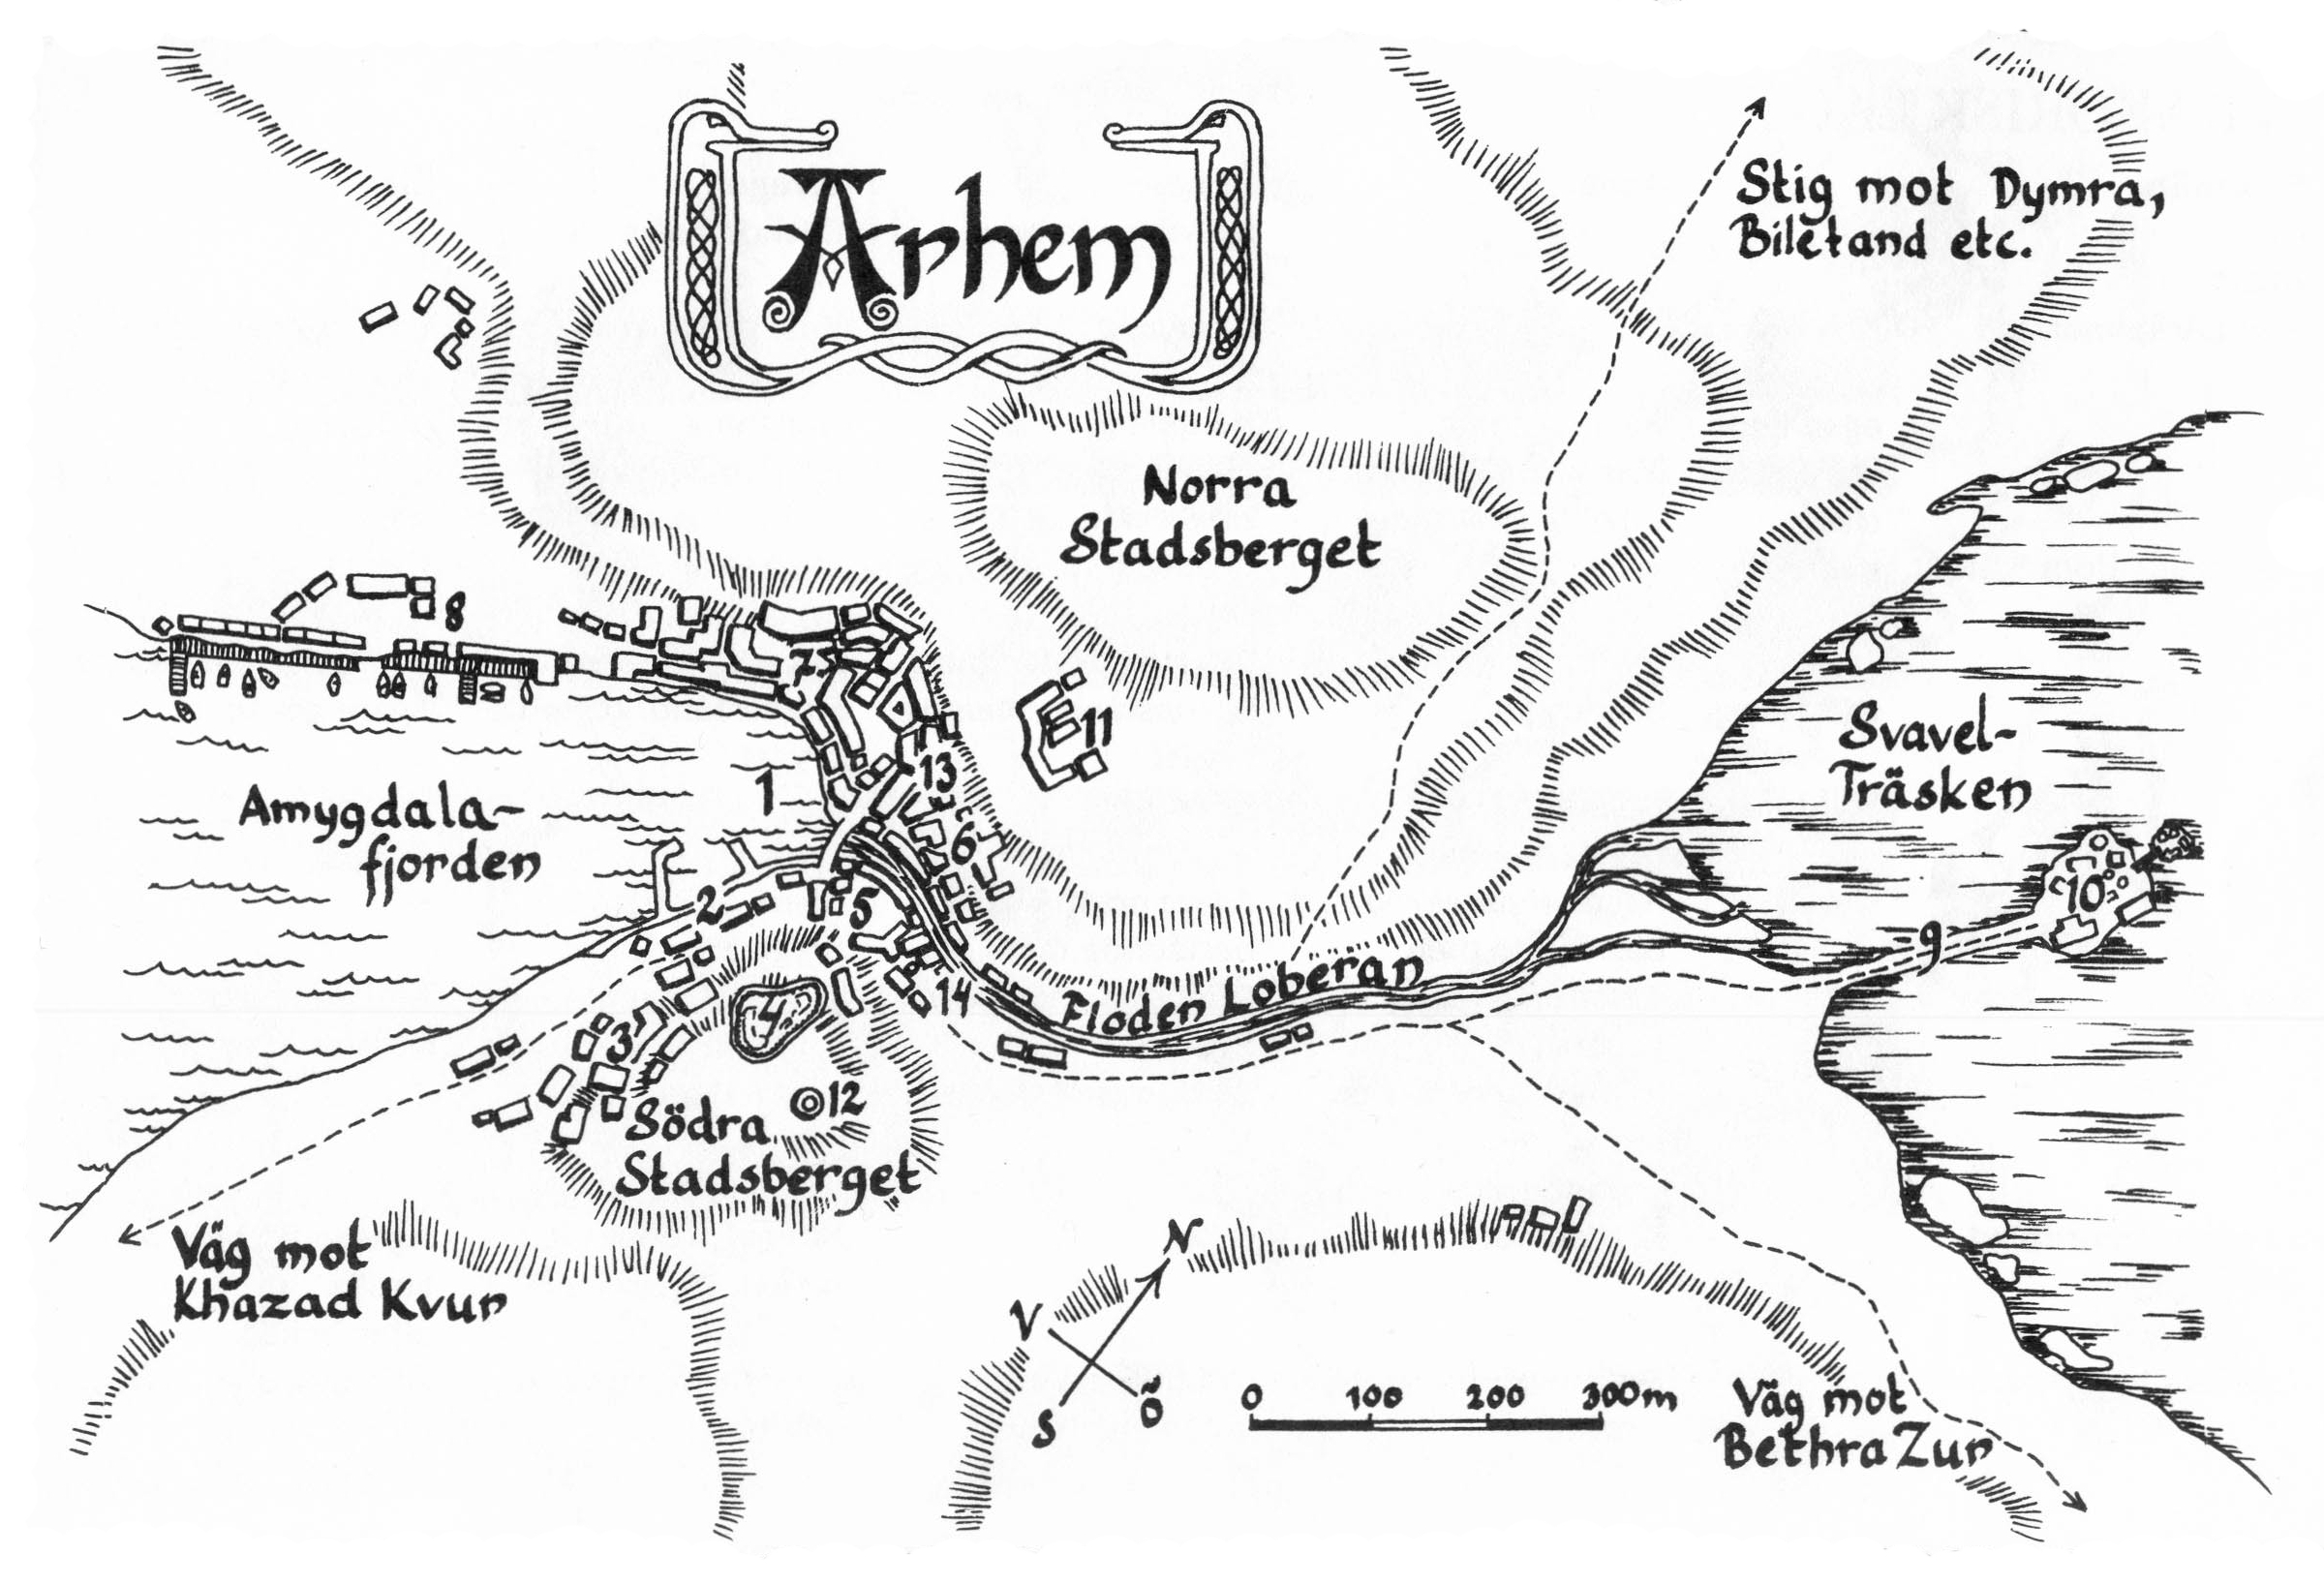 Arhem
Stig mot Dymra,
Biletand etc.
Norra
Stadsberget
8
7
11
Svavel-
Träsken
13
1
Amygdala-
fjorden
6
10
2
5
9
Floden Loberan
14
4
3
12
Södra
Stadsberget
Väg mot
Khazad Kvur
N
V
S
Ö
0 100 200 300m
Väg mot
Bethra Zur